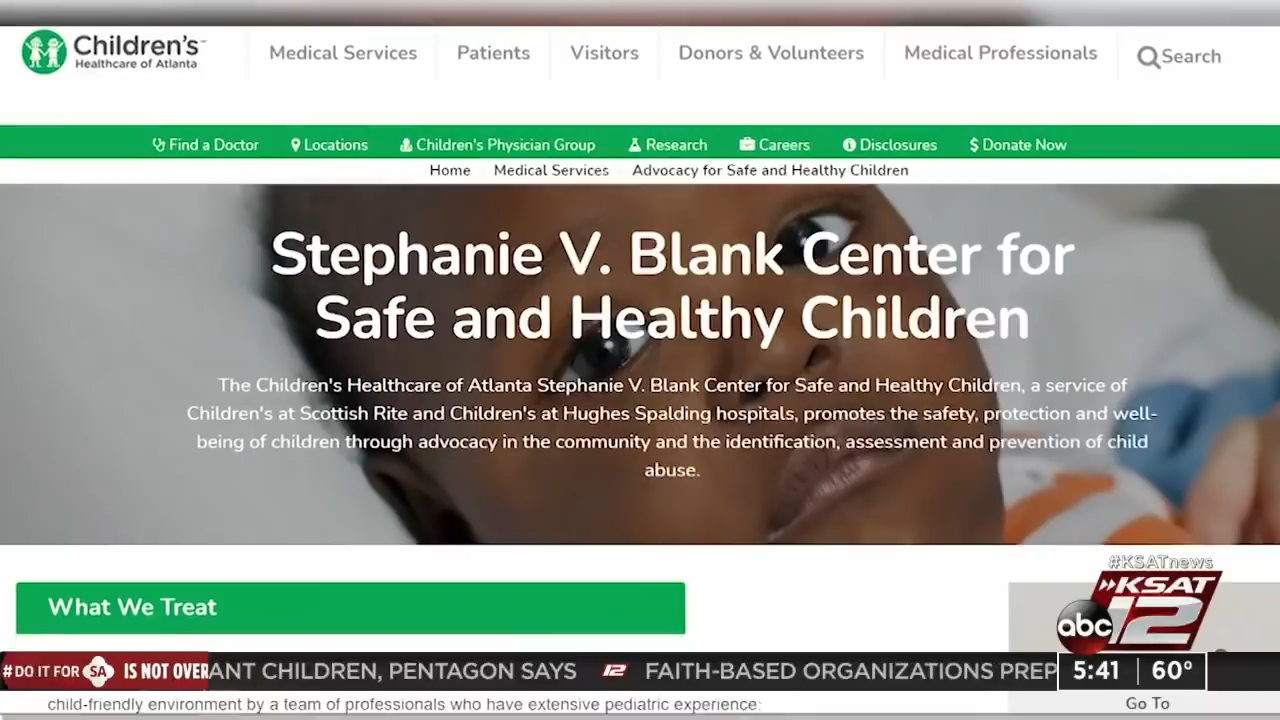 Children's
Healthcare of Atlanta
Medical Services
Patients
Visitors
Donors & Volunteers
Medical Professionals
Search
Find a Doctor
Locations
Children's Physician Group
Research
Careers
Disclosures
$ Donate Now
Home
Medical Services
Advocacy for Safe and Healthy Children
Stephanie V. Blank Center for
Safe and Healthy Children
The Children's Healthcare of Atlanta Stephanie V. Blank Center for Safe and Healthy Children, a service of
Children's at Scottish Rite and Children's at Hughes Spalding hospitals, promotes the safety, protection and well-
being of children through advocacy in the community and the identification, assessment and prevention of child
abuse.
What We Treat
#KSATnews
KSAT
abc 12
#DO IT FOR SA IS NOT OVER
ANT CHILDREN, PENTAGON SAYS 12 FAITH-BASED ORGANIZATIONS PREP
5:41 60°
child-friendly environment by a team of professionals who have extensive pediatric experience:
Go To